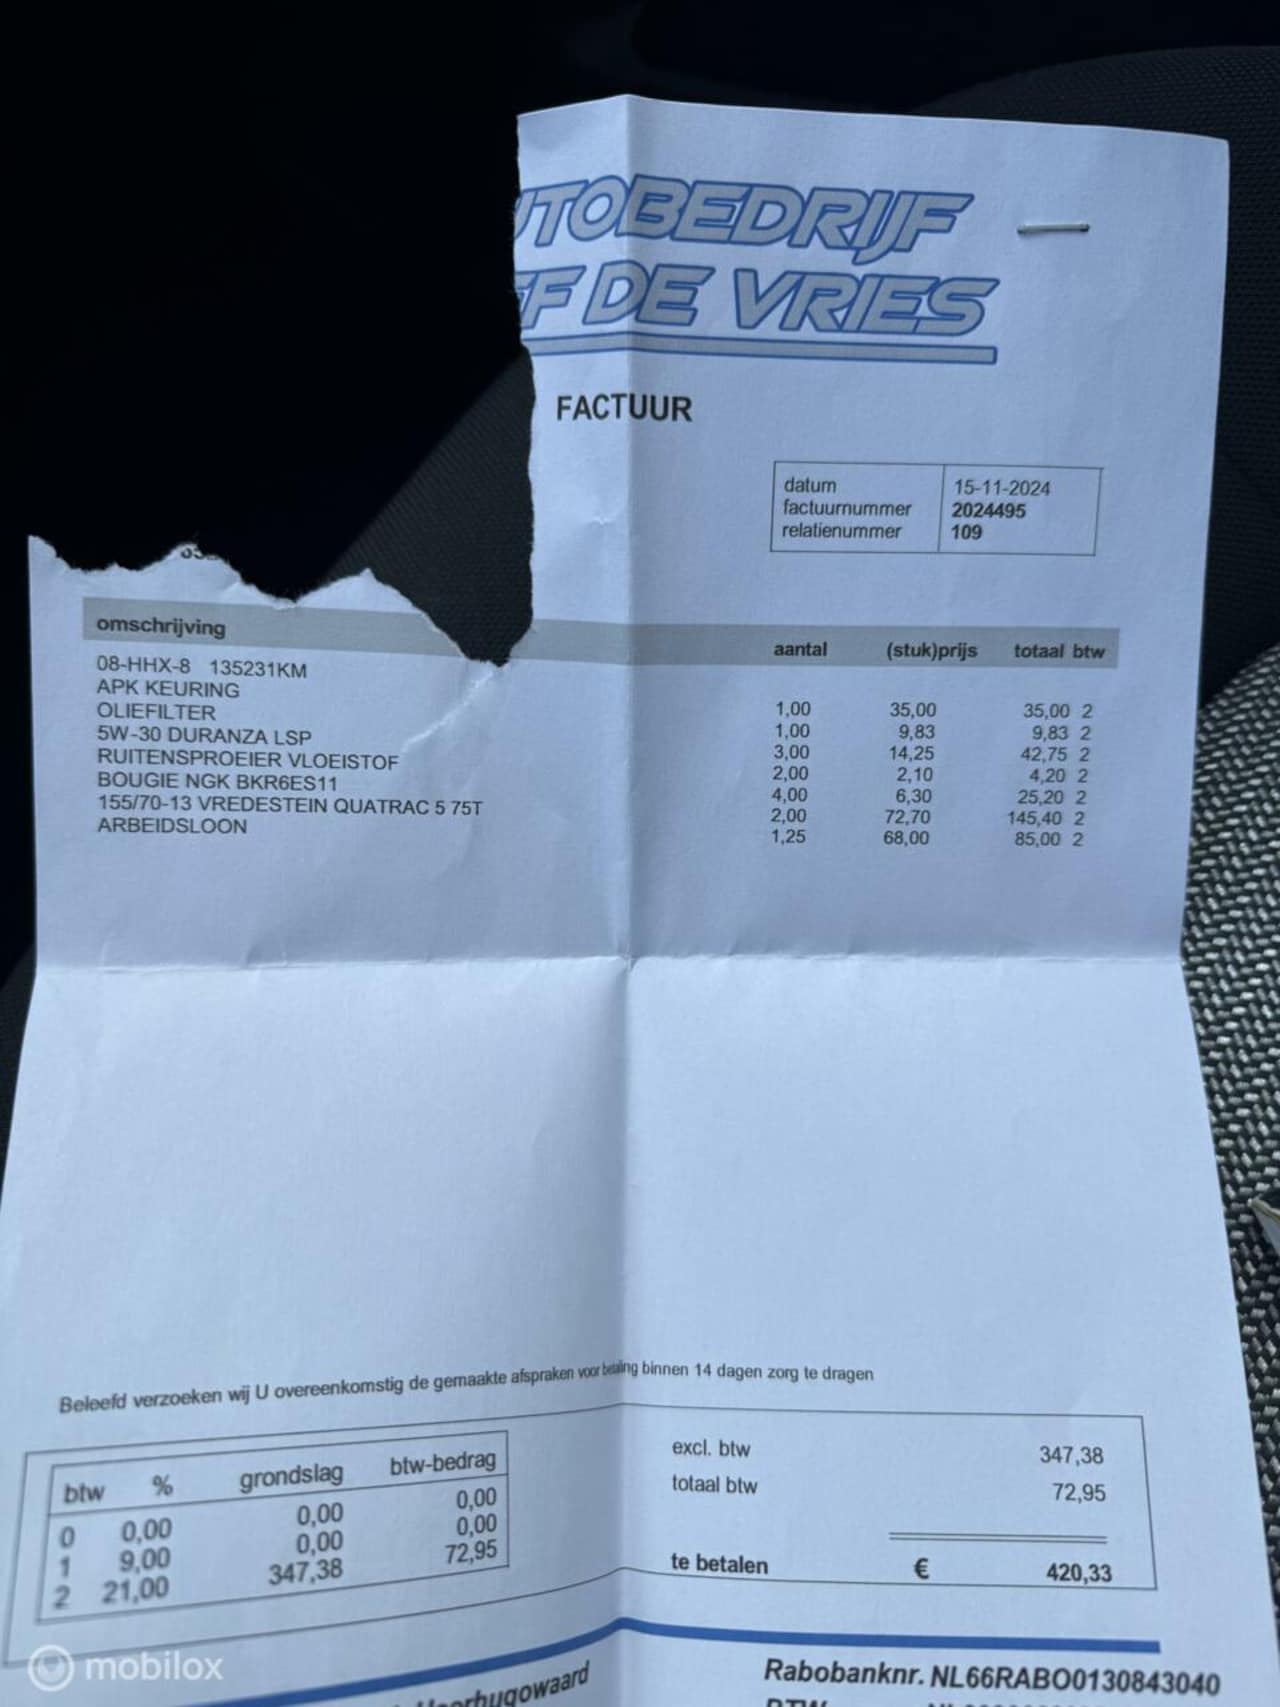 UTOBEDRIJF
FF DE VRIES
FACTUUR
datum 15-11-2024
factuurnummer 2024495
relatienummer 109
omschrijving aantal (stuk)prijs totaal btw
08-HHX-8 135231KM
APK KEURING 1,00 35,00 35,00 2
OLIEFILTER 1,00 9,83 9,83 2
5W-30 DURANZA LSP 3,00 14,25 42,75 2
RUITENSPROEIER VLOEISTOF 2,00 2,10 4,20 2
BOUGIE NGK BKR6ES11 4,00 6,30 25,20 2
155/70-13 VREDESTEIN QUATRAC 5 75T 2,00 72,70 145,40 2
ARBEIDSLOON 1,25 68,00 85,00 2
Beleefd verzoeken wij U overeenkomstig de gemaakte afspraken voor betaling binnen 14 dagen zorg te dragen
btw % grondslag btw-bedrag
0 0,00 0,00 0,00
1 9,00 0,00 0,00
2 21,00 347,38 72,95
excl. btw 347,38
totaal btw 72,95
te betalen € 420,33
Rabobanknr. NL66RABO0130843040
mobilox